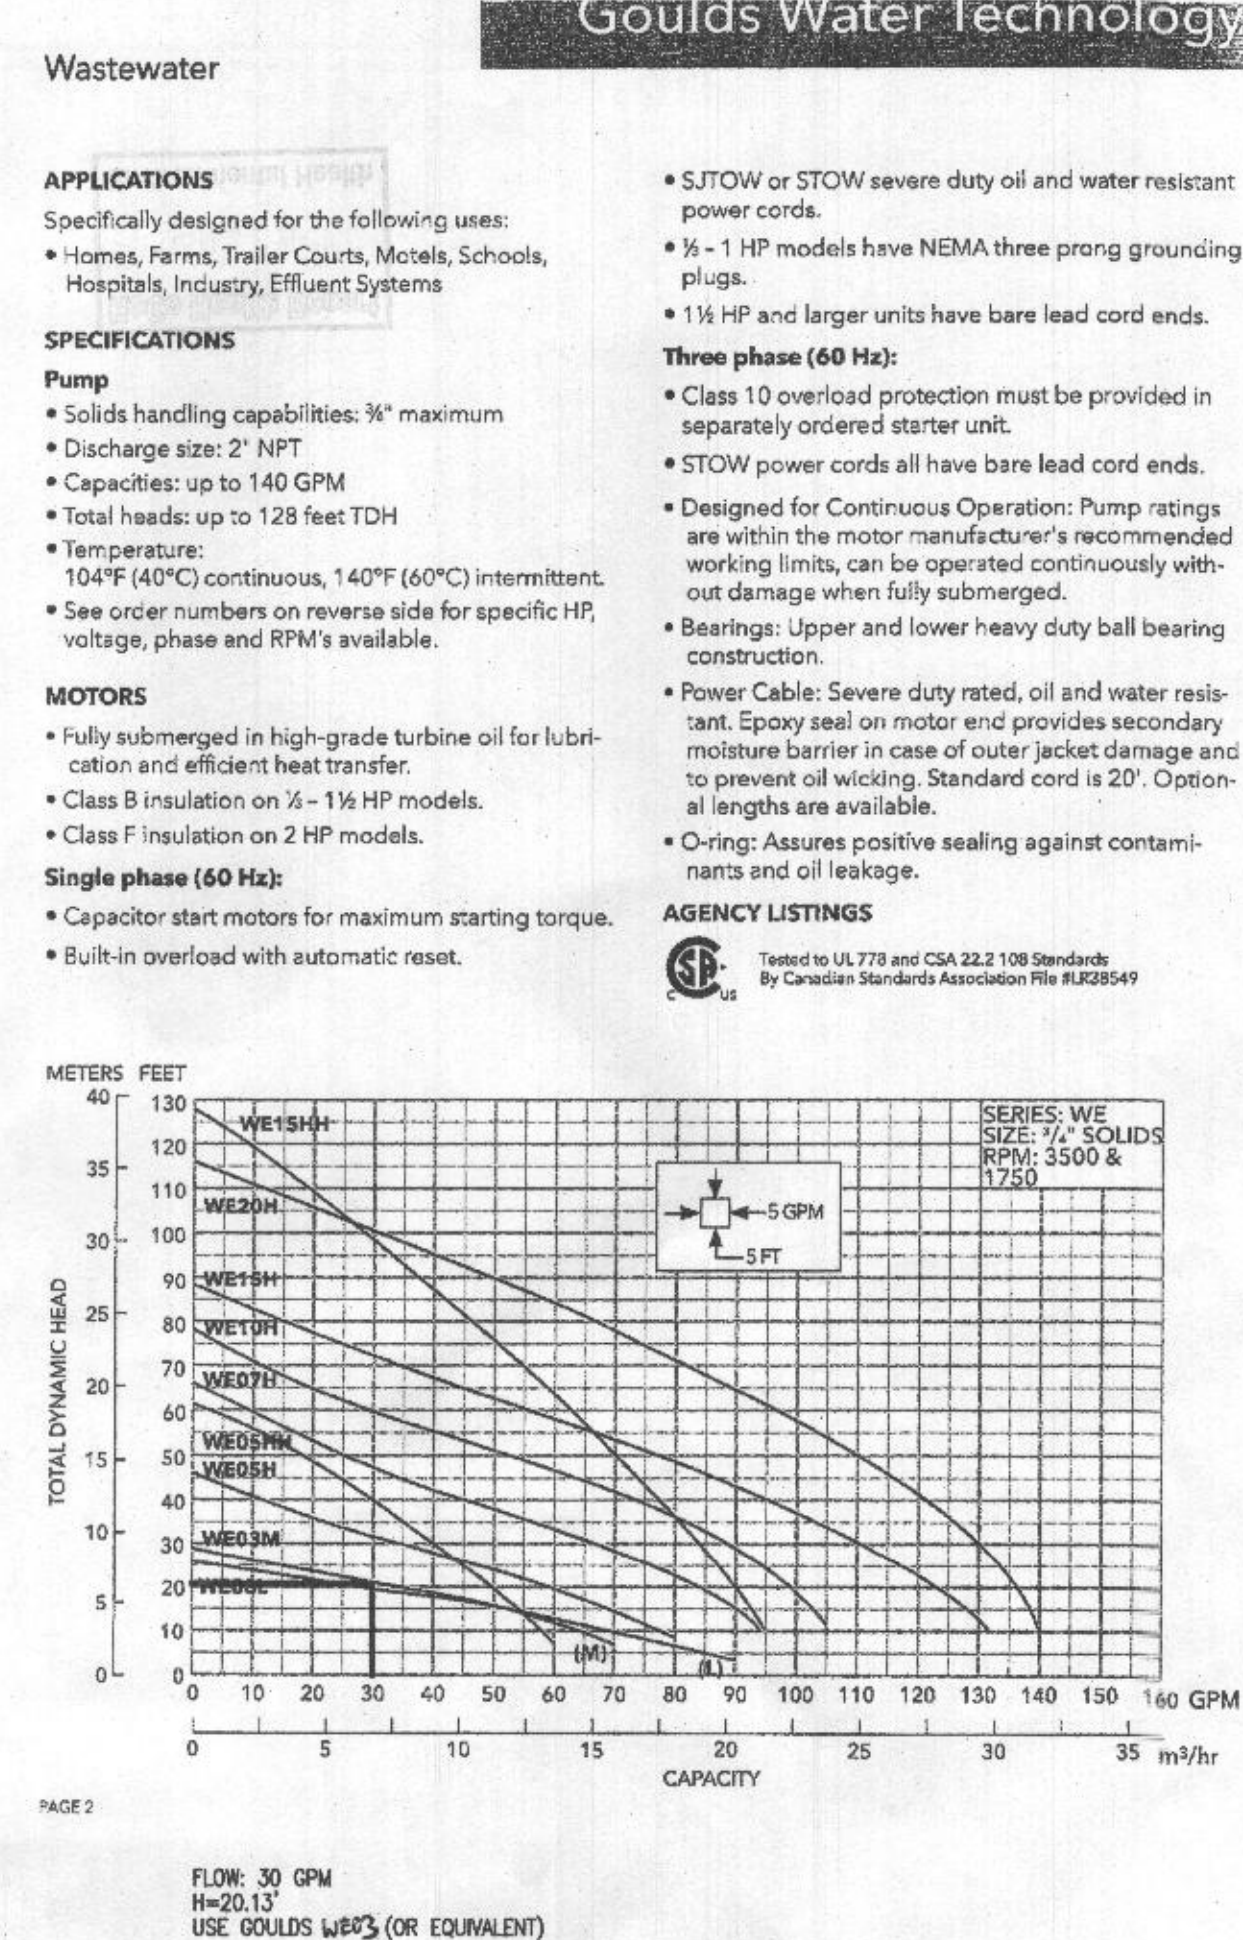 Goulds Water Technology
Wastewater
APPLICATIONS
Specifically designed for the following uses:
• Homes, Farms, Trailer Courts, Motels, Schools,
Hospitals, Industry, Effluent Systems
SPECIFICATIONS
Pump
• Solids handling capabilities: ¾" maximum
• Discharge size: 2" NPT
• Capacities: up to 140 GPM
• Total heads: up to 128 feet TDH
• Temperature:
104°F (40°C) continuous, 140°F (60°C) intermittent.
• See order numbers on reverse side for specific HP,
voltage, phase and RPM's available.
MOTORS
• Fully submerged in high-grade turbine oil for lubri-
cation and efficient heat transfer.
• Class B insulation on ⅓ – 1½ HP models.
• Class F insulation on 2 HP models.
Single phase (60 Hz):
• Capacitor start motors for maximum starting torque.
• Built-in overload with automatic reset.
• SJTOW or STOW severe duty oil and water resistant
power cords.
• ⅓ – 1 HP models have NEMA three prong grounding
plugs.
• 1½ HP and larger units have bare lead cord ends.
Three phase (60 Hz):
• Class 10 overload protection must be provided in
separately ordered starter unit.
• STOW power cords all have bare lead cord ends.
• Designed for Continuous Operation: Pump ratings
are within the motor manufacturer's recommended
working limits, can be operated continuously with-
out damage when fully submerged.
• Bearings: Upper and lower heavy duty ball bearing
construction.
• Power Cable: Severe duty rated, oil and water resis-
tant. Epoxy seal on motor end provides secondary
moisture barrier in case of outer jacket damage and
to prevent oil wicking. Standard cord is 20'. Option-
al lengths are available.
• O-ring: Assures positive sealing against contami-
nants and oil leakage.
AGENCY LISTINGS
SA
C US
Tested to UL 778 and CSA 22.2 108 Standards
By Canadian Standards Association File #LR38549
METERS FEET
40
35
30
25
20
15
10
5
0
130
120
110
100
90
80
70
60
50
40
30
20
10
0
TOTAL DYNAMIC HEAD
WE15HH
WE20H
WE15H
WE10H
WE07H
WE05HH
WE05H
WE03M
WE03L
(M)
(L)
SERIES: WE
SIZE: ¾" SOLIDS
RPM: 3500 &
1750
5 GPM
5 FT
0 10 20 30 40 50 60 70 80 90 100 110 120 130 140 150 160 GPM
0 5 10 15 20 25 30 35 m³/hr
CAPACITY
PAGE 2
FLOW: 30 GPM
H=20.13'
USE GOULDS WE03 (OR EQUIVALENT)